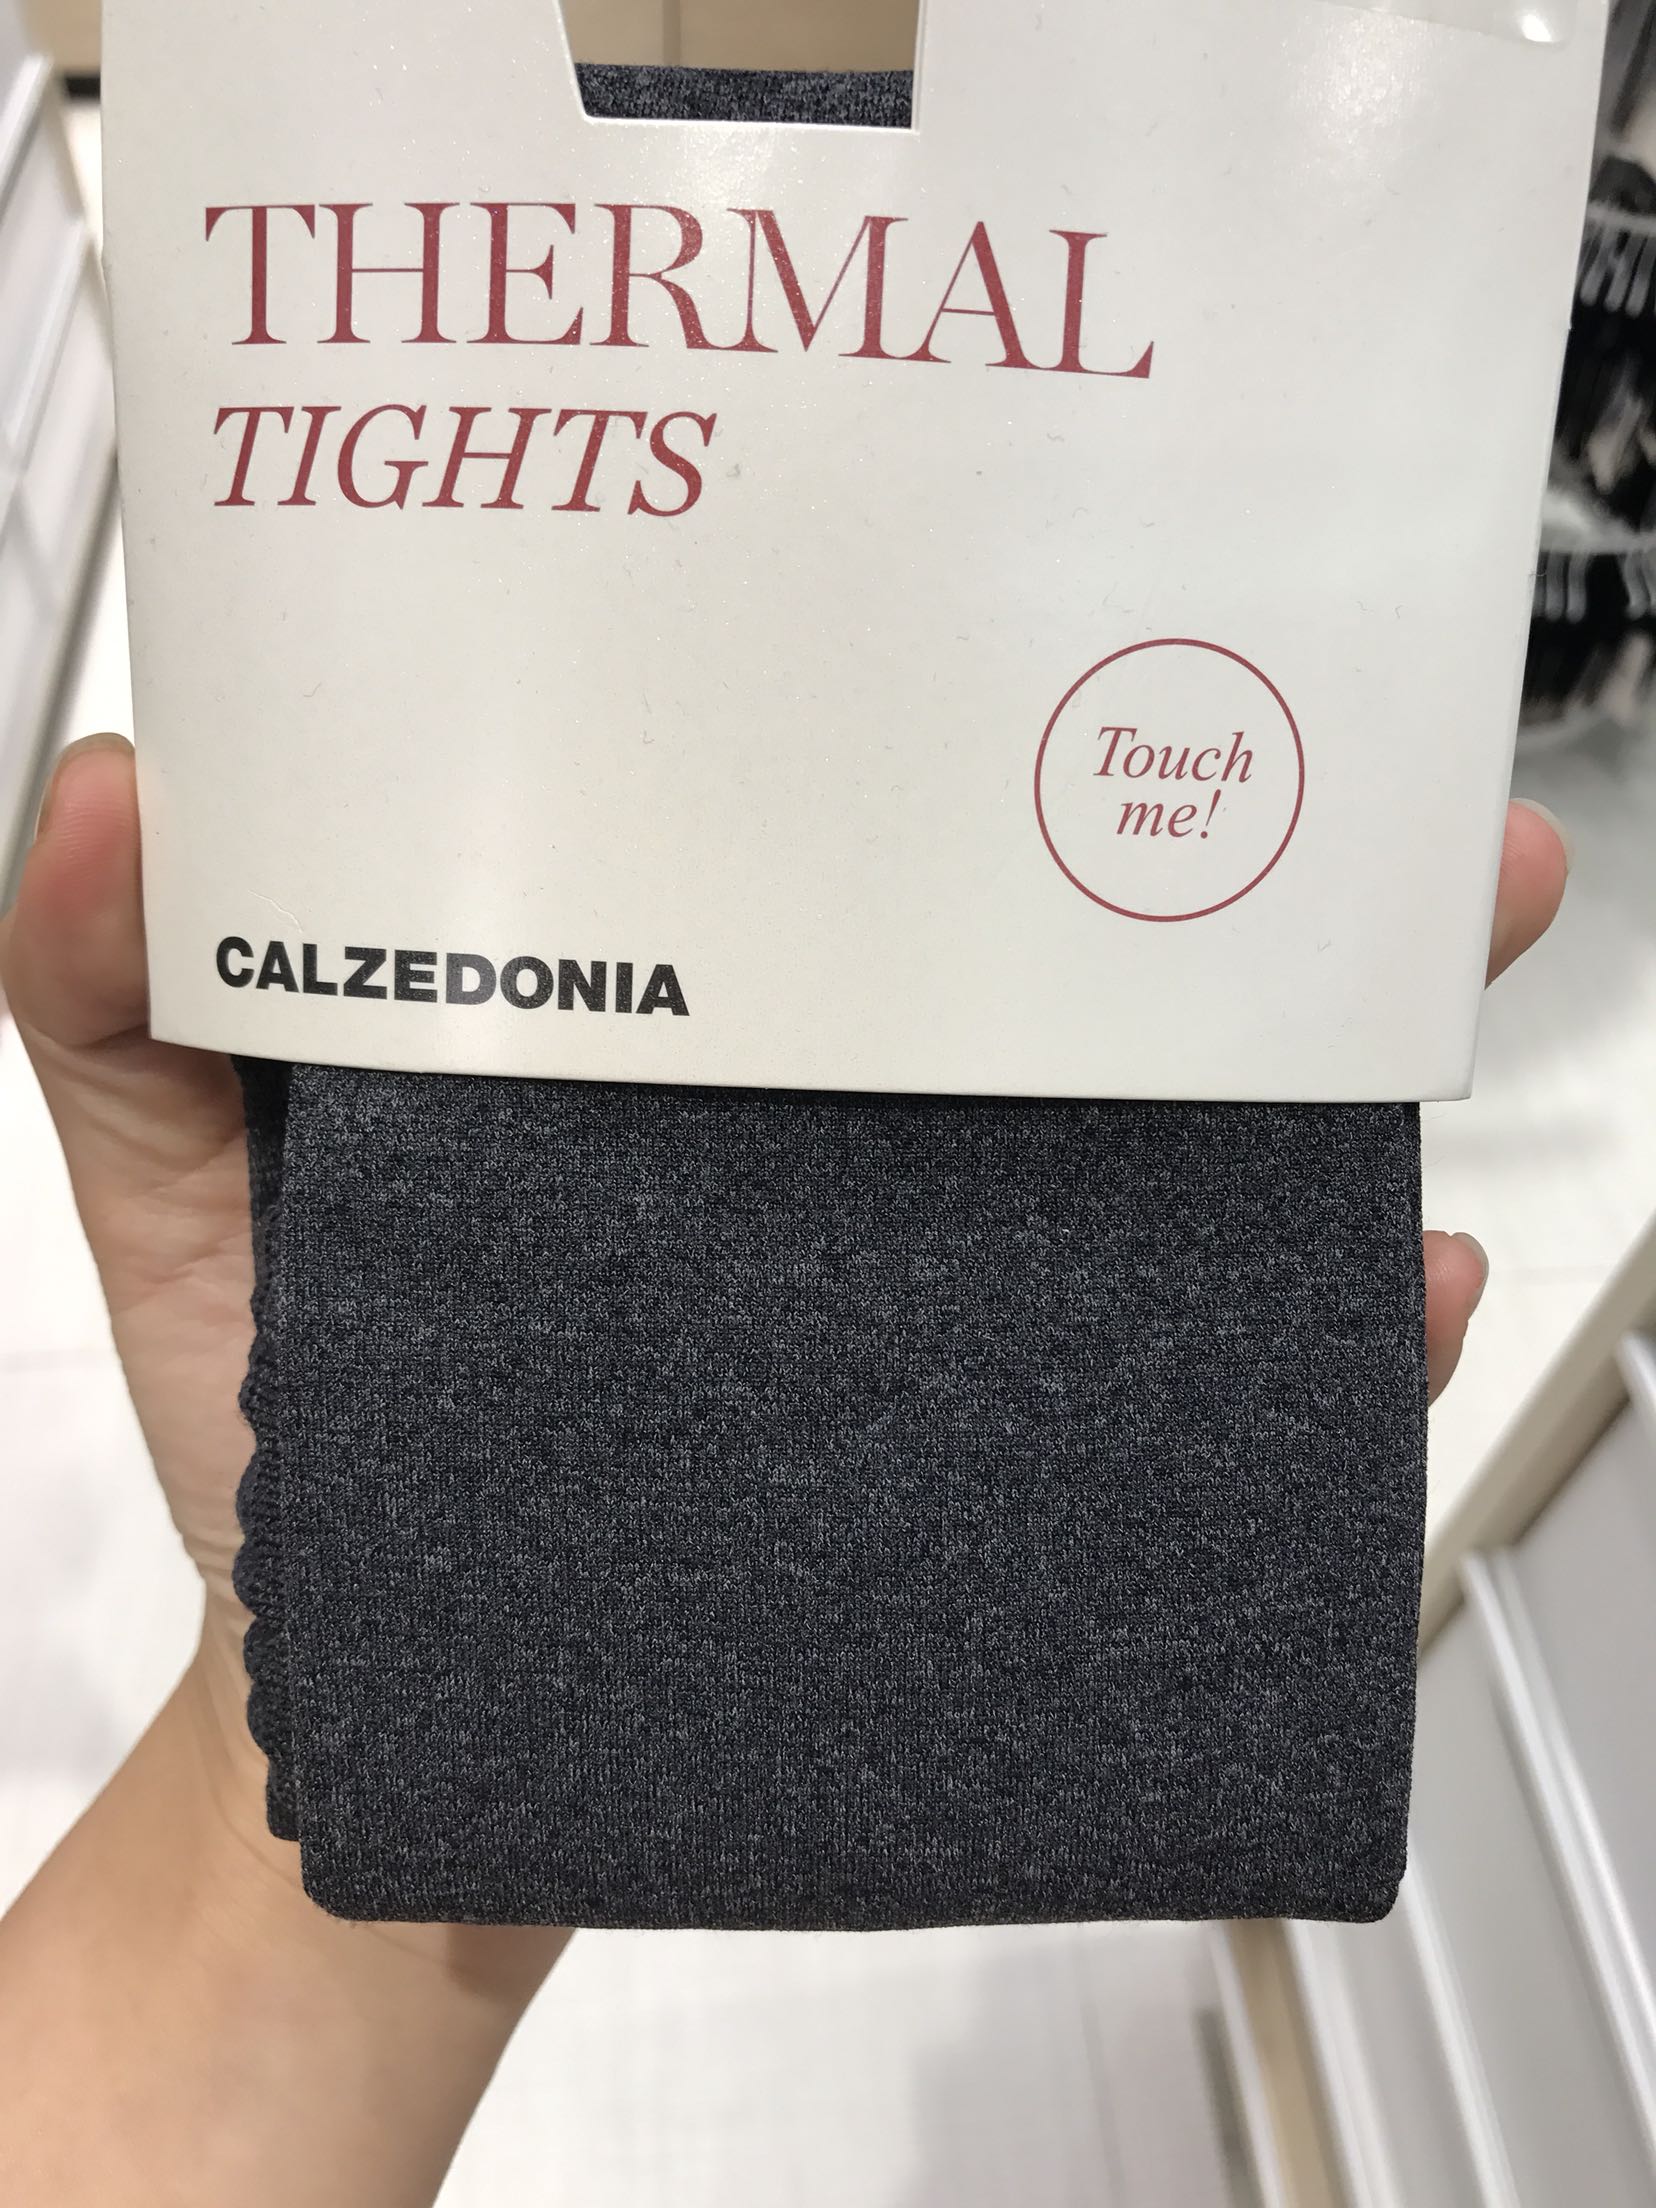 THERMAL
TIGHTS
Touch
me!
CALZEDONIA